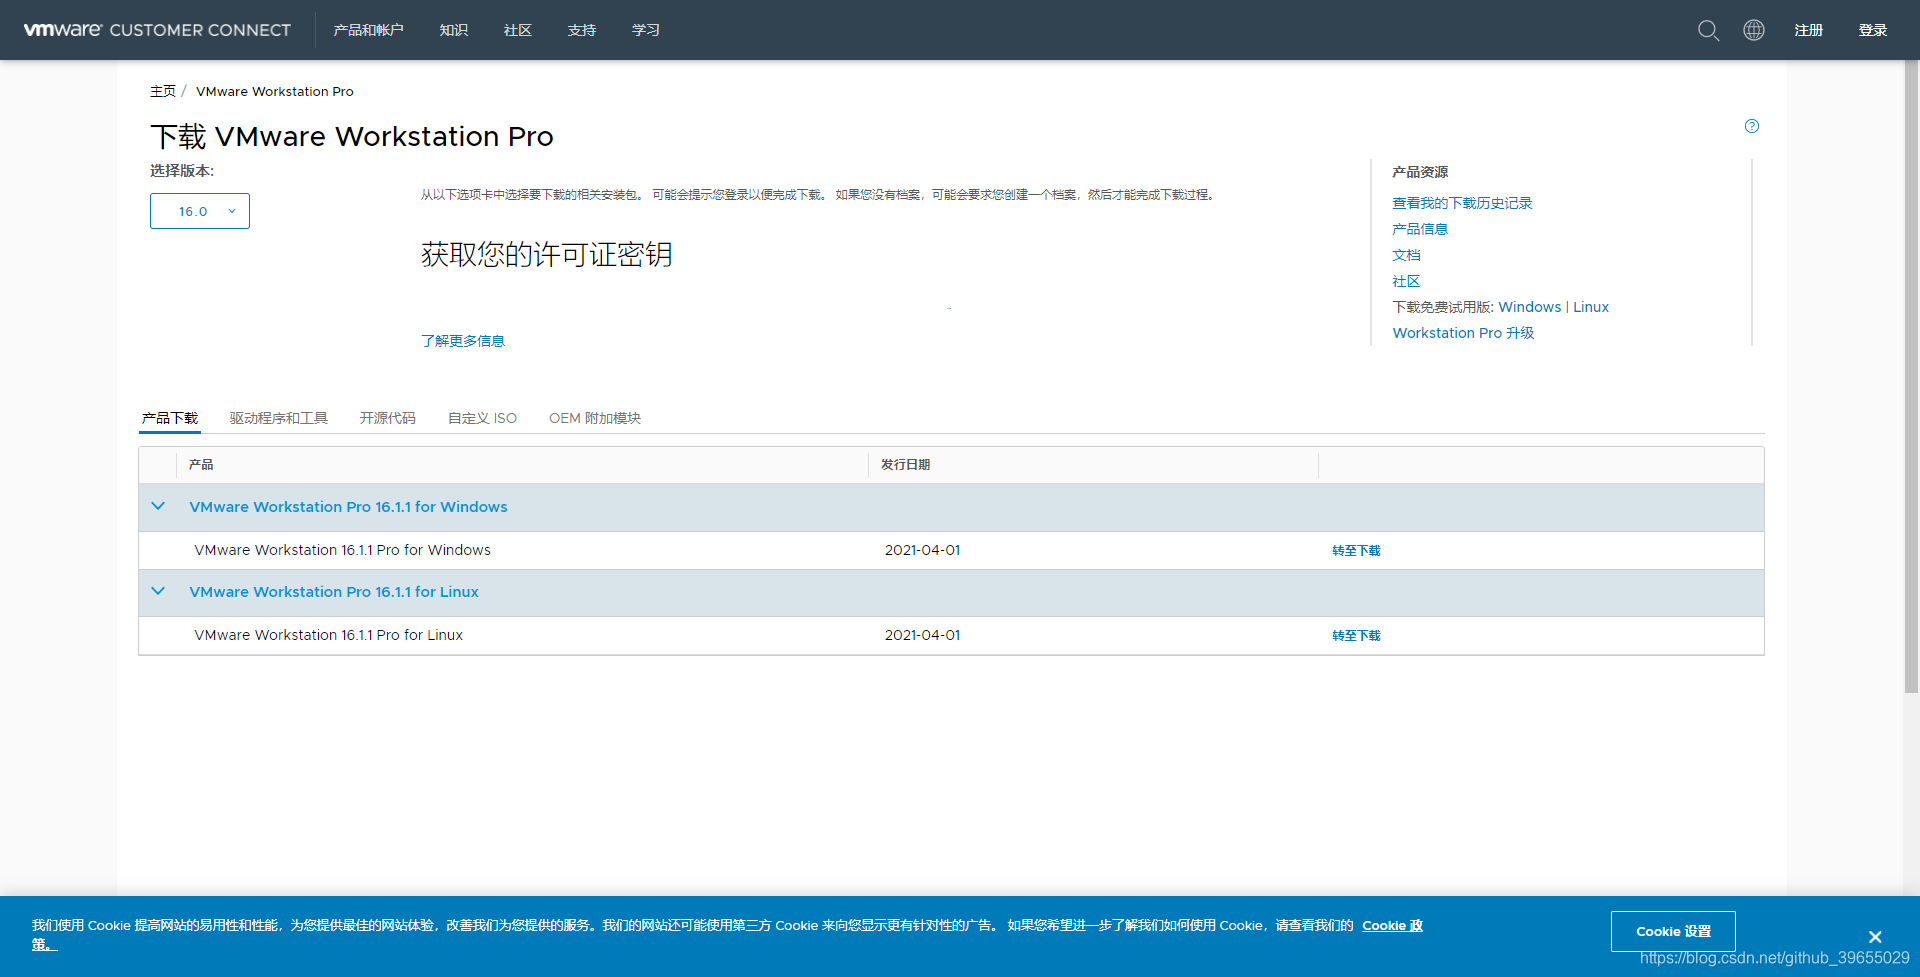 vmware® CUSTOMER CONNECT 产品和帐户 知识 社区 支持 学习 注册 登录
主页 / VMware Workstation Pro
下载 VMware Workstation Pro
选择版本:
16.0
从以下选项卡中选择要下载的相关安装包。 可能会提示您登录以便完成下载。 如果您没有档案，可能会要求您创建一个档案，然后才能完成下载过程。
获取您的许可证密钥
了解更多信息
产品资源
查看我的下载历史记录
产品信息
文档
社区
下载免费试用版: Windows | Linux
Workstation Pro 升级
产品下载 驱动程序和工具 开源代码 自定义 ISO OEM 附加模块
产品 发行日期
VMware Workstation Pro 16.1.1 for Windows
VMware Workstation 16.1.1 Pro for Windows 2021-04-01 转至下载
VMware Workstation Pro 16.1.1 for Linux
VMware Workstation 16.1.1 Pro for Linux 2021-04-01 转至下载
我们使用 Cookie 提高网站的易用性和性能，为您提供最佳的网站体验，改善我们为您提供的服务。我们的网站还可能使用第三方 Cookie 来向您显示更有针对性的广告。 如果您希望进一步了解我们如何使用 Cookie，请查看我们的 Cookie 政
策。
Cookie 设置
https://blog.csdn.net/github_39655029